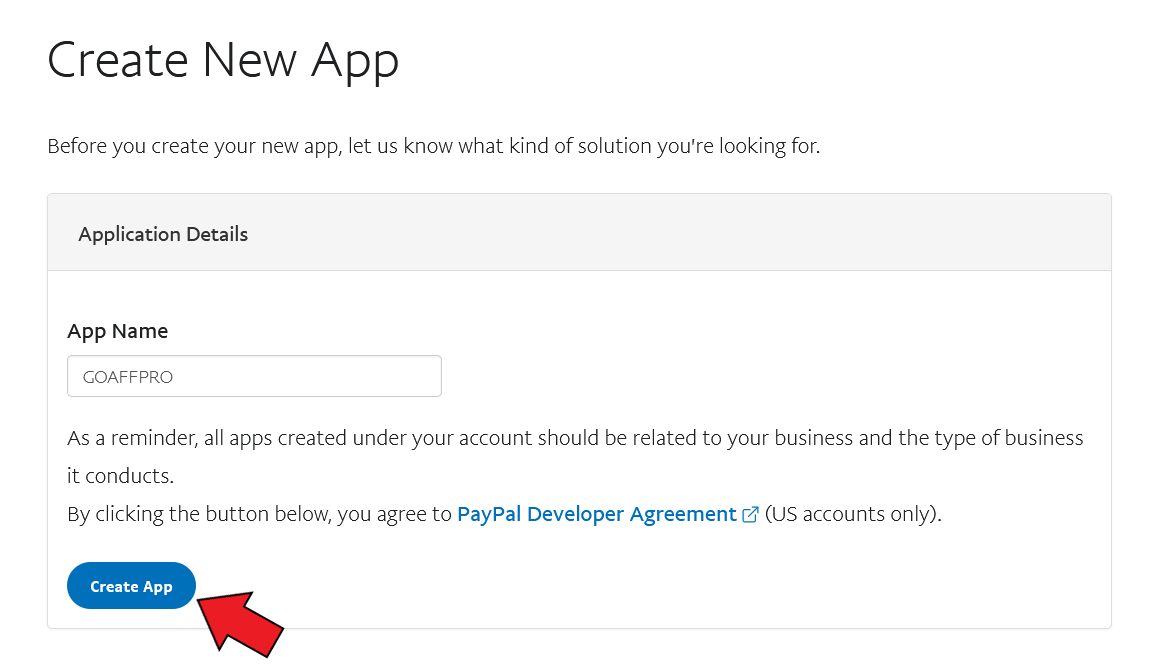 Create New App
Before you create your new app, let us know what kind of solution you're looking for.
Application Details
App Name
GOAFFPRO
As a reminder, all apps created under your account should be related to your business and the type of business
it conducts.
By clicking the button below, you agree to PayPal Developer Agreement (US accounts only).
Create App